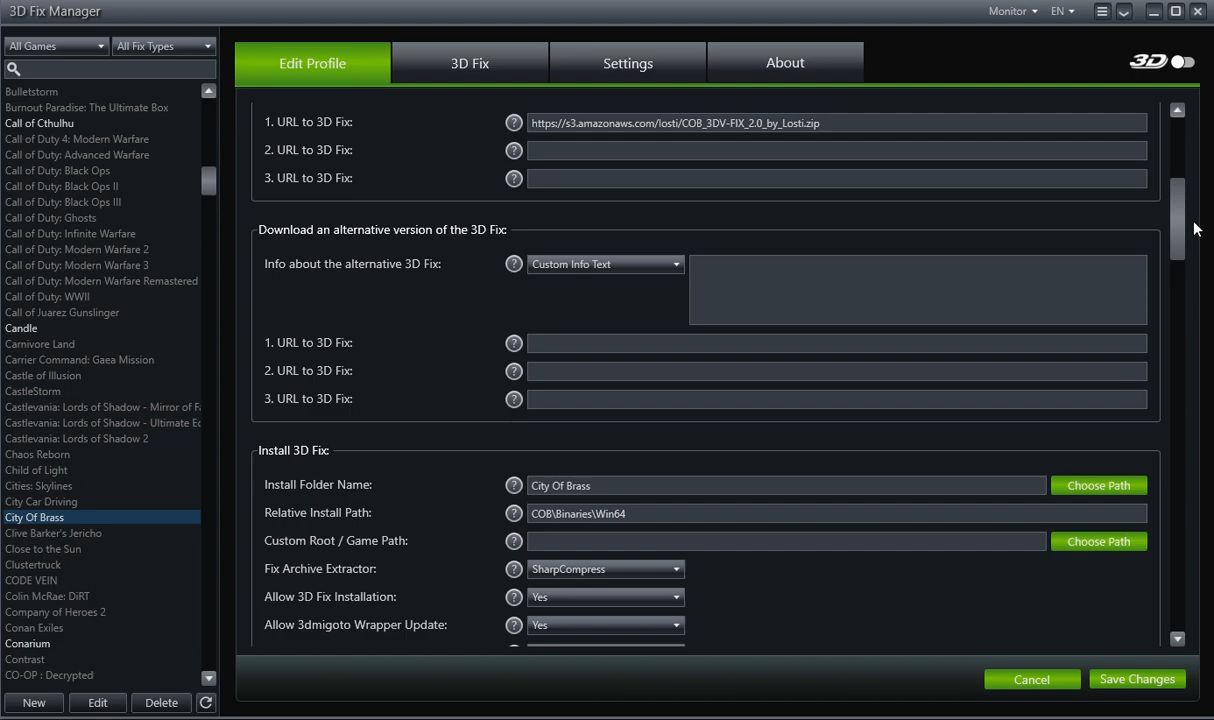 3D Fix Manager
Monitor
EN
All Games
All Fix Types
Bulletstorm
Burnout Paradise: The Ultimate Box
Call of Cthulhu
Call of Duty 4: Modern Warfare
Call of Duty: Advanced Warfare
Call of Duty: Black Ops
Call of Duty: Black Ops II
Call of Duty: Black Ops III
Call of Duty: Ghosts
Call of Duty: Infinite Warfare
Call of Duty: Modern Warfare 2
Call of Duty: Modern Warfare 3
Call of Duty: Modern Warfare Remastered
Call of Duty: WWII
Call of Juarez Gunslinger
Candle
Carnivore Land
Carrier Command: Gaea Mission
Castle of Illusion
CastleStorm
Castlevania: Lords of Shadow - Mirror of F
Castlevania: Lords of Shadow - Ultimate Ec
Castlevania: Lords of Shadow 2
Chaos Reborn
Child of Light
Cities: Skylines
City Car Driving
City Of Brass
Clive Barker's Jericho
Close to the Sun
Clustertruck
CODE VEIN
Colin McRae: DiRT
Company of Heroes 2
Conan Exiles
Conarium
Contrast
CO-OP : Decrypted
New
Edit
Delete
Edit Profile
3D Fix
Settings
About
3D
1. URL to 3D Fix:
?
https://s3.amazonaws.com/losti/COB_3DV-FIX_2.0_by_Losti.zip
2. URL to 3D Fix:
?
3. URL to 3D Fix:
?
Download an alternative version of the 3D Fix:
Info about the alternative 3D Fix:
?
Custom Info Text
1. URL to 3D Fix:
?
2. URL to 3D Fix:
?
3. URL to 3D Fix:
?
Install 3D Fix:
Install Folder Name:
?
City Of Brass
Choose Path
Relative Install Path:
?
COB\Binaries\Win64
Custom Root / Game Path:
?
Choose Path
Fix Archive Extractor:
?
SharpCompress
Allow 3D Fix Installation:
?
Yes
Allow 3dmigoto Wrapper Update:
?
Yes
Cancel
Save Changes